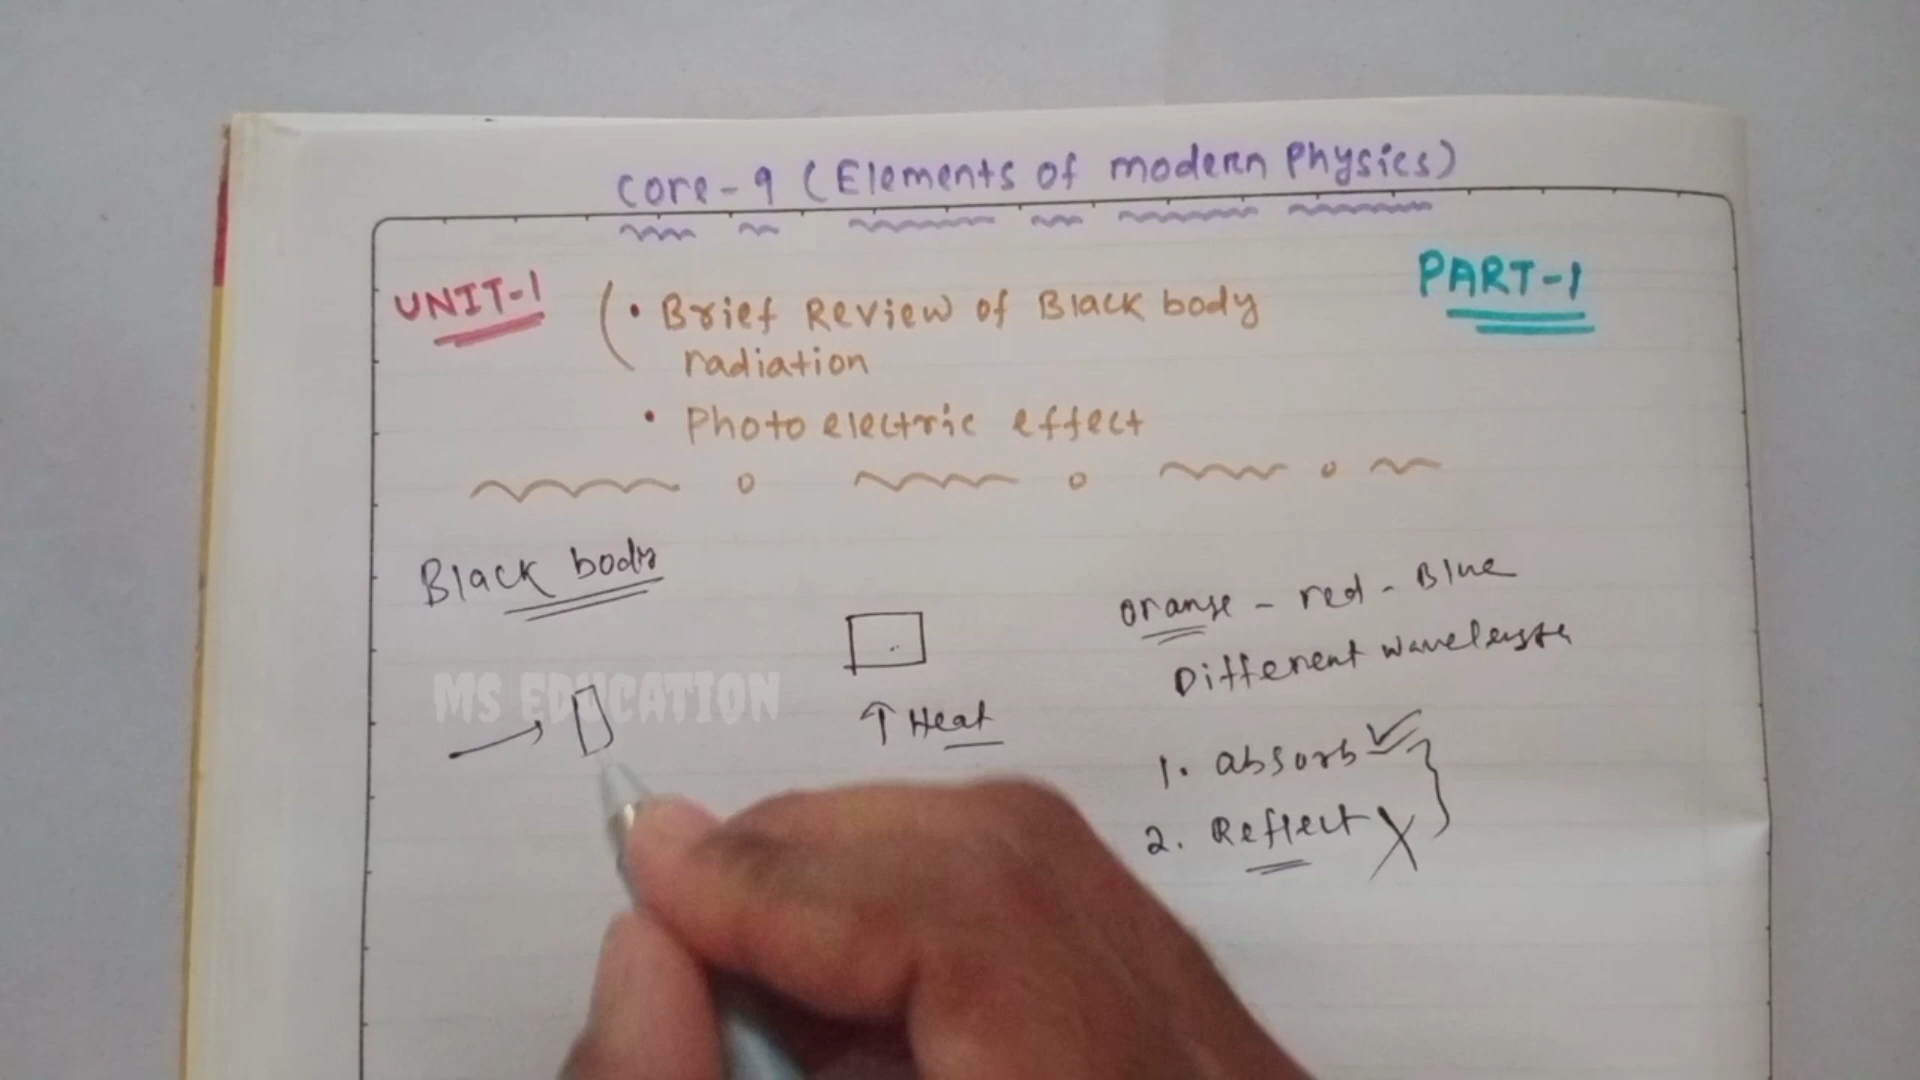 Core-9 (Elements of modern Physics)
UNIT-1
PART-1
(• Brief Review of Black body
radiation
• Photo electric effect
Black body
orange - red - Blue
Different wavelength
MS EDUCATION
↑ Heat
1. absorb ✓
2. Reflect X